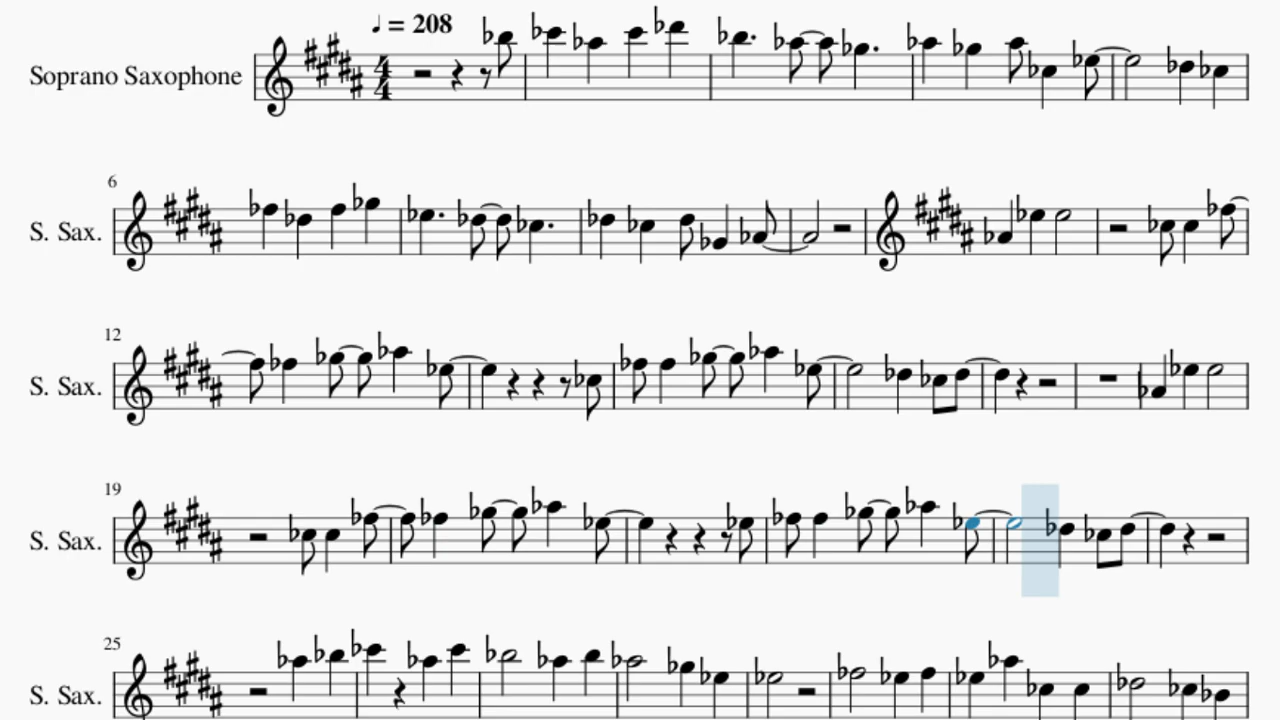 ♩ = 208
Soprano Saxophone
4
4
6
S. Sax.
12
S. Sax.
19
S. Sax.
25
S. Sax.